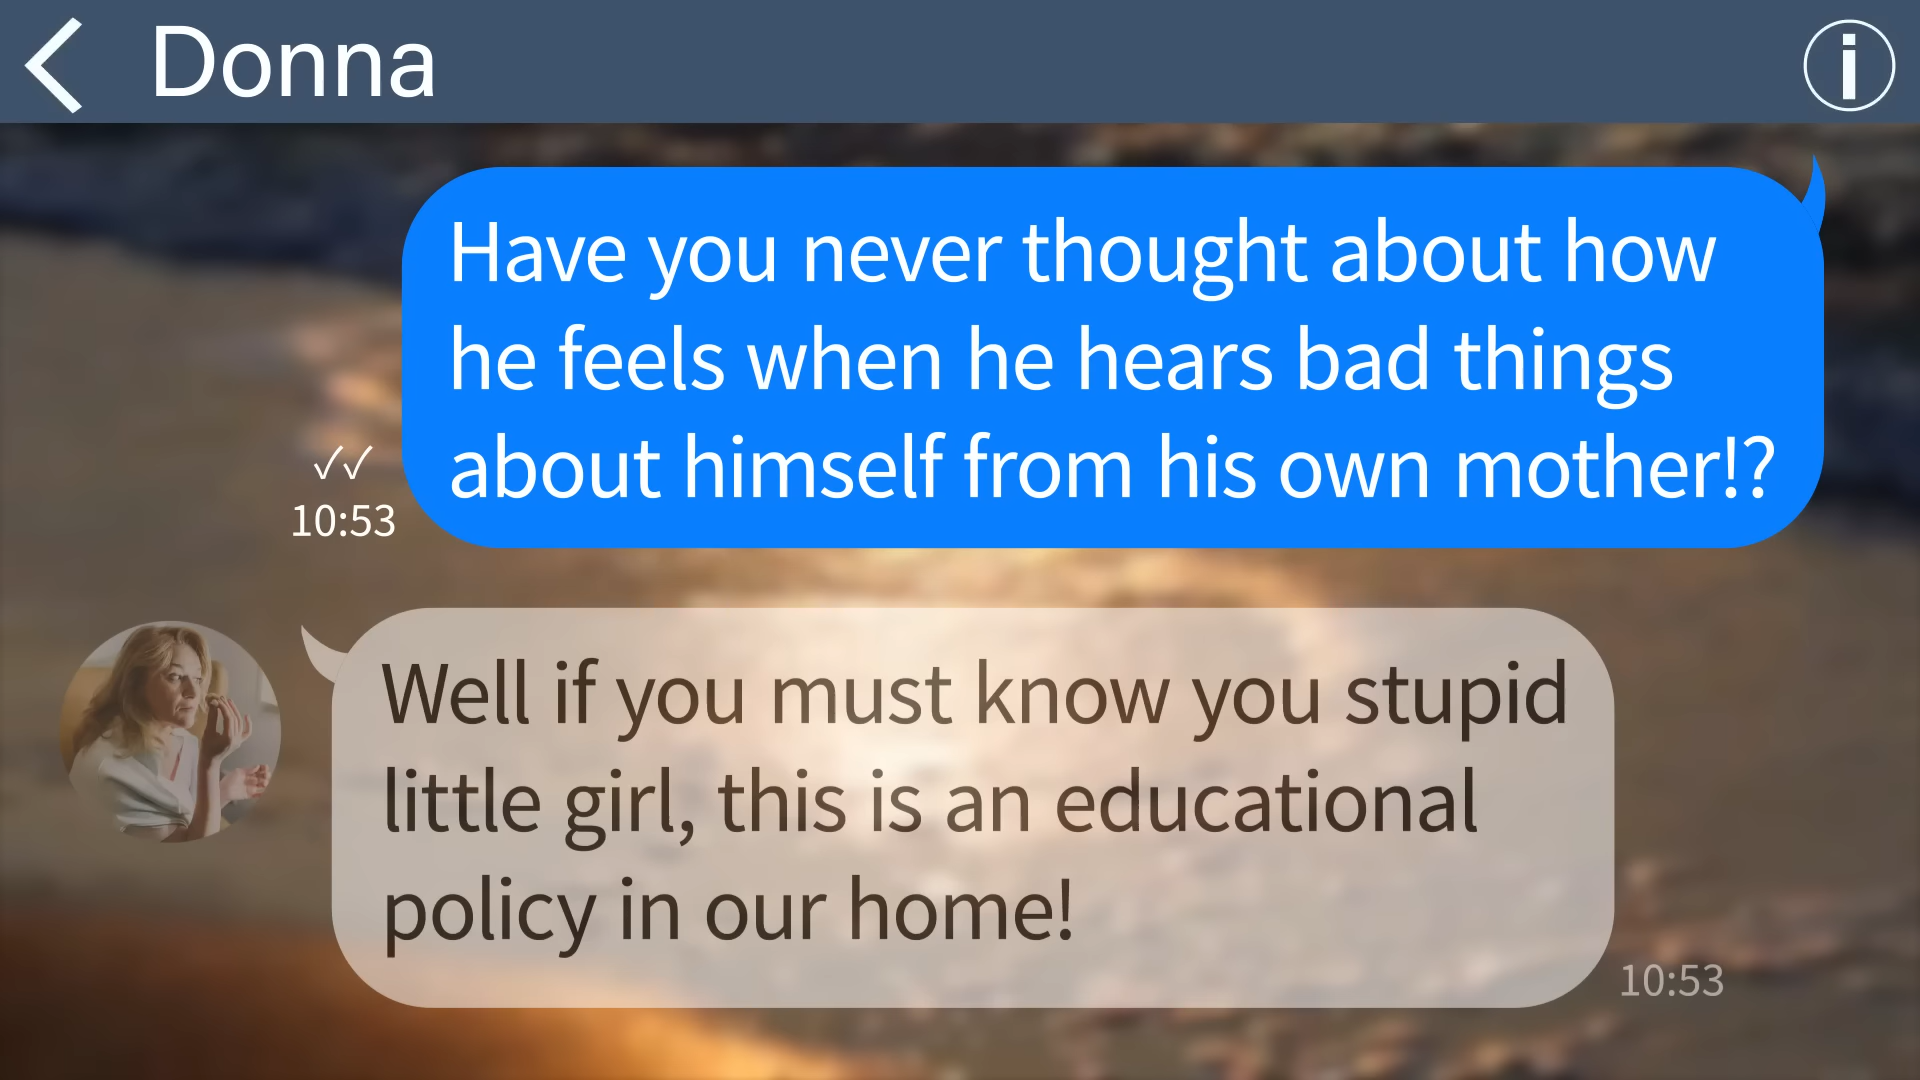 Donna
Have you never thought about how
he feels when he hears bad things
about himself from his own mother!?
10:53
Well if you must know you stupid
little girl, this is an educational
policy in our home!
10:53